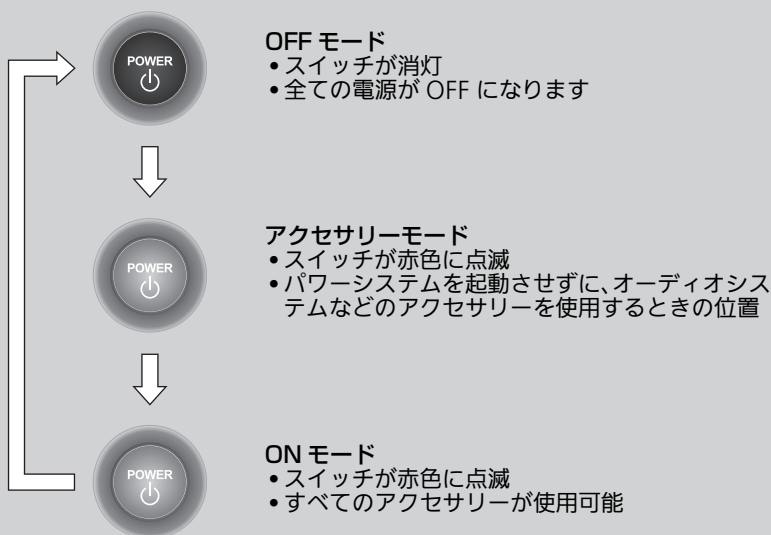 POWER
OFF モード
•スイッチが消灯
•全ての電源が OFF になります
POWER
アクセサリーモード
•スイッチが赤色に点滅
•パワーシステムを起動させずに、オーディオシス
テムなどのアクセサリーを使用するときの位置
POWER
ON モード
•スイッチが赤色に点滅
•すべてのアクセサリーが使用可能